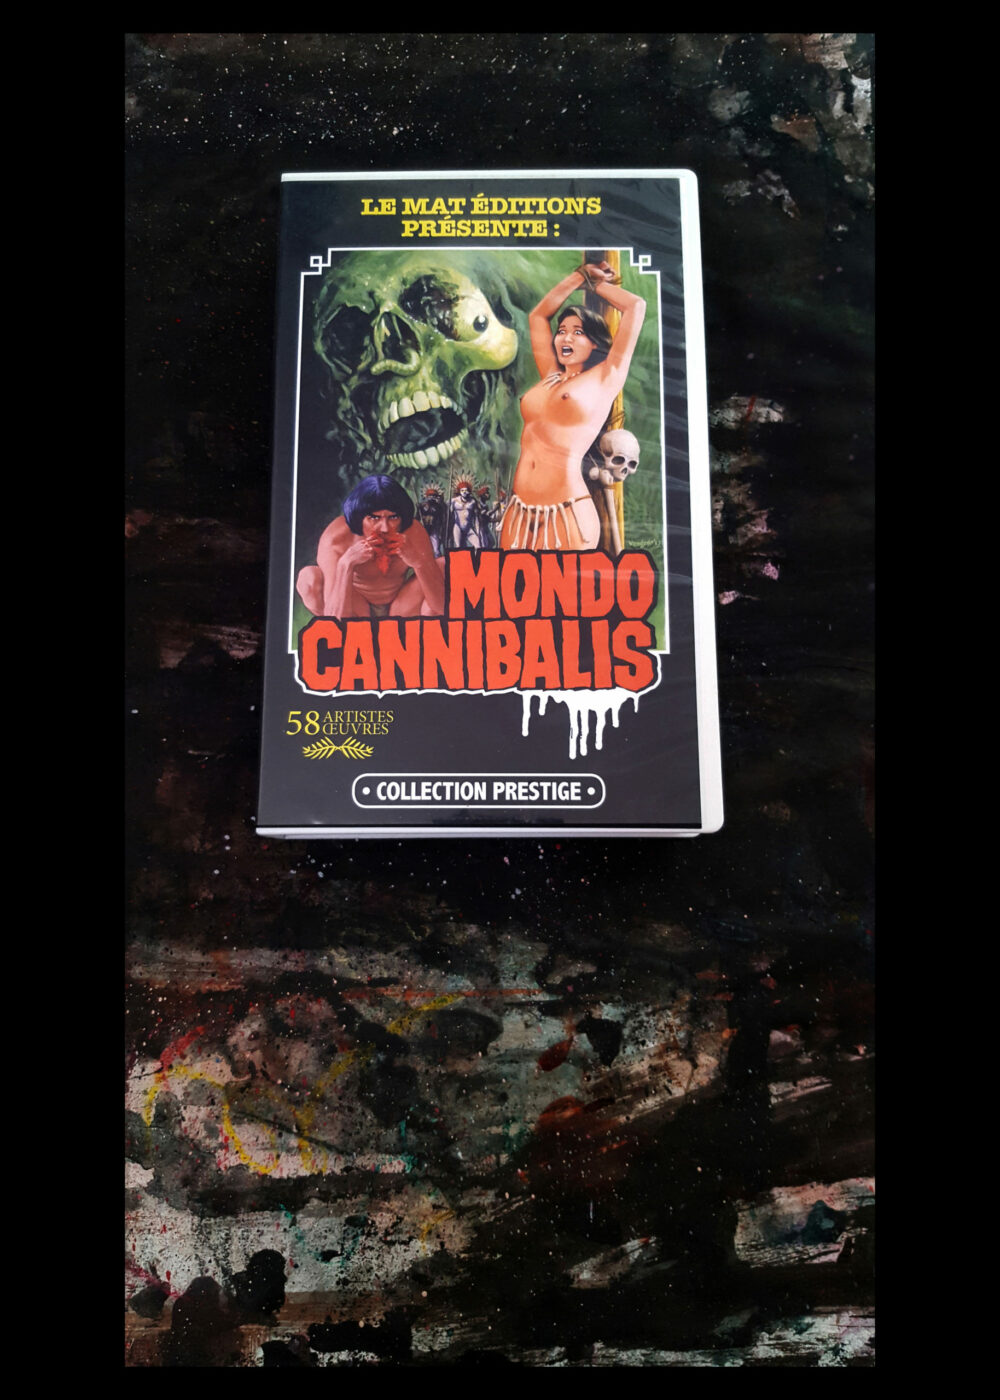 LE MAT ÉDITIONS
PRÉSENTE :
MONDO
CANNIBALIS
58 ARTISTES
ŒUVRES
• COLLECTION PRESTIGE •